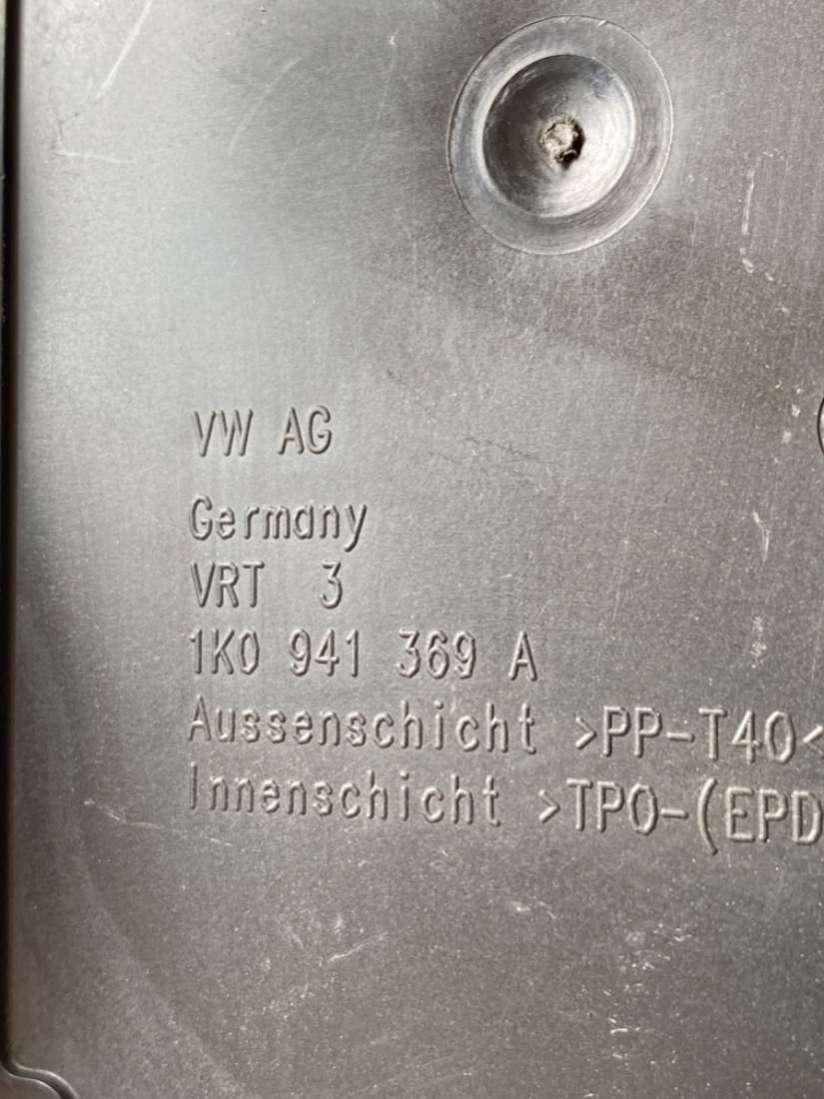 VW AG
Germany
VRT 3
1K0 941 369 A
Aussenschicht >PP-T40<
Innenschicht >TPO-(EPD